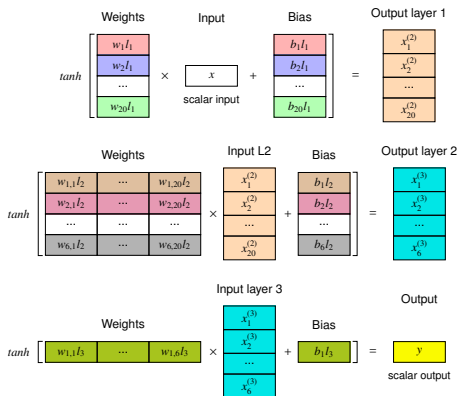 Weights Input Bias Output layer 1
w₁l₁ b₁l₁ x₁⁽²⁾
w₂l₁ b₂l₁ x₂⁽²⁾
tanh × x + =
... ... ...
scalar input
w₂₀l₁ b₂₀l₁ x₂₀⁽²⁾
Weights Input L2 Bias Output layer 2
w₁,₁l₂ ... w₁,₂₀l₂ x₁⁽²⁾ b₁l₂ x₁⁽³⁾
w₂,₁l₂ ... w₂,₂₀l₂ x₂⁽²⁾ b₂l₂ x₂⁽³⁾
tanh × + =
... ... ... ... ... ...
w₆,₁l₂ ... w₆,₂₀l₂ x₂₀⁽²⁾ b₆l₂ x₆⁽³⁾
Input layer 3
Weights Bias Output
x₁⁽³⁾
x₂⁽³⁾
tanh w₁,₁l₃ ... w₁,₆l₃ × + b₁l₃ = y
...
scalar output
x₆⁽³⁾